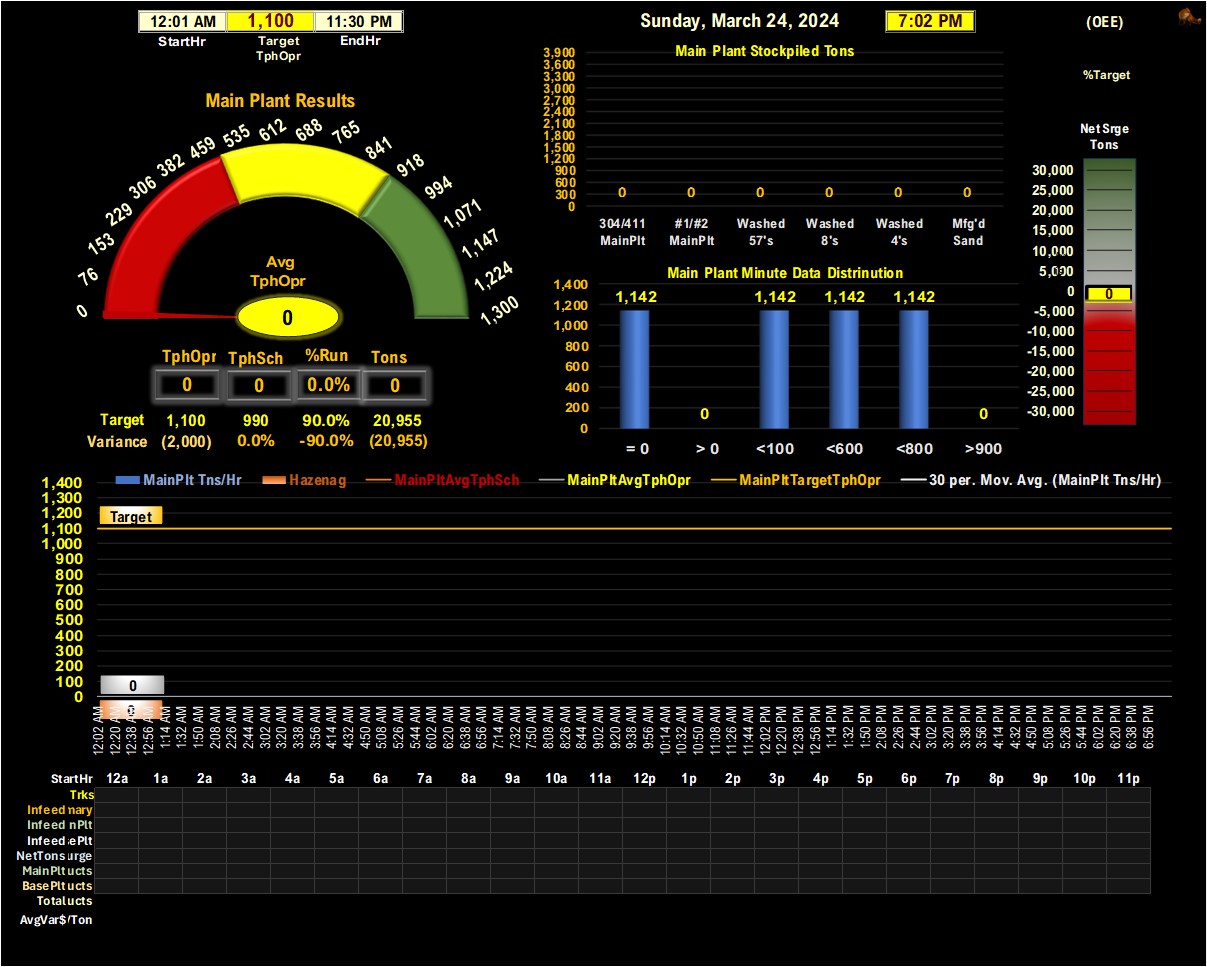 12:01 AM 1,100 11:30 PM
StartHr Target EndHr
TphOpr
Sunday, March 24, 2024 7:02 PM
(OEE)
%Target
Main Plant Results
0 76 153 229 306 382 459 535 612 688 765 841 918 994 1,071 1,147 1,224 1,300
Avg
TphOpr
0
TphOpr TphSch %Run Tons
0 0 0.0% 0
Target 1,100 990 90.0% 20,955
Variance (2,000) 0.0% -90.0% (20,955)
Main Plant Stockpiled Tons
3,900
3,600
3,300
3,000
2,700
2,400
2,100
1,800
1,500
1,200
900
600
300
0
0 0 0 0 0 0
304/411 #1/#2 Washed Washed Washed Mfg'd
MainPlt MainPlt 57's 8's 4's Sand
Main Plant Minute Data Distrinution
1,400
1,200
1,000
800
600
400
200
0
1,142 0 1,142 1,142 1,142 0
= 0 > 0 <100 <600 <800 >900
Net Srge
Tons
30,000
25,000
20,000
15,000
10,000
5,000
0
-5,000
-10,000
-15,000
-20,000
-25,000
-30,000
0
MainPlt Tns/Hr Hazenag MainPltAvgTphSch MainPltAvgTphOpr MainPltTargetTphOpr 30 per. Mov. Avg. (MainPlt Tns/Hr)
1,400
1,300
1,200
1,100
1,000
900
800
700
600
500
400
300
200
100
0
Target
0
0
12:02 AM 12:20 AM 12:38 AM 12:56 AM 1:14 AM 1:32 AM 1:50 AM 2:08 AM 2:26 AM 2:44 AM 3:02 AM 3:20 AM 3:38 AM 3:56 AM 4:14 AM 4:32 AM 4:50 AM 5:08 AM 5:26 AM 5:44 AM 6:02 AM 6:20 AM 6:38 AM 6:56 AM 7:14 AM 7:32 AM 7:50 AM 8:08 AM 8:26 AM 8:44 AM 9:02 AM 9:20 AM 9:38 AM 9:56 AM 10:14 AM 10:32 AM 10:50 AM 11:08 AM 11:26 AM 11:44 AM 12:02 PM 12:20 PM 12:38 PM 12:56 PM 1:14 PM 1:32 PM 1:50 PM 2:08 PM 2:26 PM 2:44 PM 3:02 PM 3:20 PM 3:38 PM 3:56 PM 4:14 PM 4:32 PM 4:50 PM 5:08 PM 5:26 PM 5:44 PM 6:02 PM 6:20 PM 6:38 PM 6:56 PM
StartHr 12a 1a 2a 3a 4a 5a 6a 7a 8a 9a 10a 11a 12p 1p 2p 3p 4p 5p 6p 7p 8p 9p 10p 11p
Trks
Infeed nary
Infeed nPlt
Infeed ePlt
NetTons urge
MainPlt ucts
BasePlt ucts
Total ucts
AvgVar$/Ton